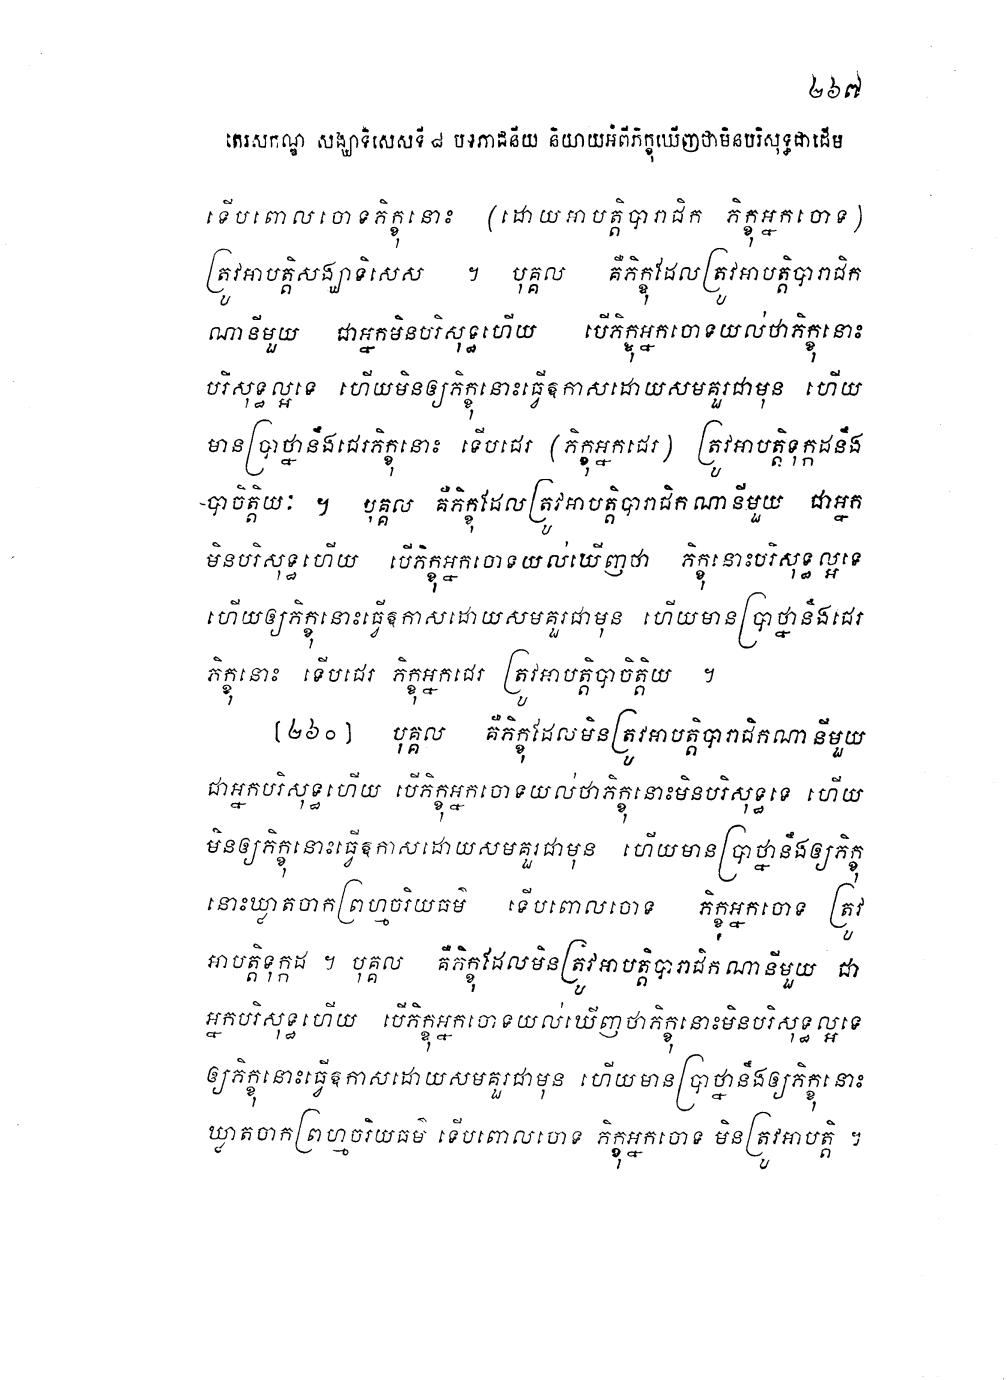 ២៦៧
តេរសកណ្ឌ សង្ឃាទិសេសទី ៨ បទភាជនីយ និយាយអំពីភិក្ខុឃើញថាមិនបរិសុទ្ធជាដើម
ទើបពោលចោទភិក្ខុនោះ (ដោយអាបត្តិបារាជិក ភិក្ខុអ្នកចោទ)
ត្រូវអាបត្តិសង្ឃាទិសេស ។ បុគ្គល គឺភិក្ខុដែលត្រូវអាបត្តិបារាជិក
ណានីមួយ ជាអ្នកមិនបរិសុទ្ធហើយ បើភិក្ខុអ្នកចោទយល់ថាភិក្ខុនោះ
បរិសុទ្ធល្អទេ ហើយមិនឲ្យភិក្ខុនោះធ្វើឱកាសដោយសមគួរជាមុន ហើយ
មានប្រាថ្នានឹងជេរភិក្ខុនោះ ទើបជេរ (ភិក្ខុអ្នកជេរ) ត្រូវអាបត្តិទុក្កដនឹង
បាចិត្តិយៈ ។ បុគ្គល គឺភិក្ខុដែលត្រូវអាបត្តិបារាជិកណានីមួយ ជាអ្នក
មិនបរិសុទ្ធហើយ បើភិក្ខុអ្នកចោទយល់ឃើញថា ភិក្ខុនោះបរិសុទ្ធល្អទេ
ហើយឲ្យភិក្ខុនោះធ្វើឱកាសដោយសមគួរជាមុន ហើយមានប្រាថ្នានឹងជេរ
ភិក្ខុនោះ ទើបជេរ ភិក្ខុអ្នកជេរ ត្រូវអាបត្តិបាចិត្តិយ ។
[២៦០] បុគ្គល គឺភិក្ខុដែលមិនត្រូវអាបត្តិបារាជិកណានីមួយ
ជាអ្នកបរិសុទ្ធហើយ បើភិក្ខុអ្នកចោទយល់ថាភិក្ខុនោះមិនបរិសុទ្ធទេ ហើយ
មិនឲ្យភិក្ខុនោះធ្វើឱកាសដោយសមគួរជាមុន ហើយមានប្រាថ្នានឹងឲ្យភិក្ខុ
នោះឃ្លាតចាកព្រហ្មចរិយធម៌ ទើបពោលចោទ ភិក្ខុអ្នកចោទ ត្រូវ
អាបត្តិទុក្កដ ។ បុគ្គល គឺភិក្ខុដែលមិនត្រូវអាបត្តិបារាជិកណានីមួយ ជា
អ្នកបរិសុទ្ធហើយ បើភិក្ខុអ្នកចោទយល់ឃើញថាភិក្ខុនោះមិនបរិសុទ្ធល្អទេ
ឲ្យភិក្ខុនោះធ្វើឱកាសដោយសមគួរជាមុន ហើយមានប្រាថ្នានឹងឲ្យភិក្ខុនោះ
ឃ្លាតចាកព្រហ្មចរិយធម៌ ទើបពោលចោទ ភិក្ខុអ្នកចោទ មិនត្រូវអាបត្តិ ។